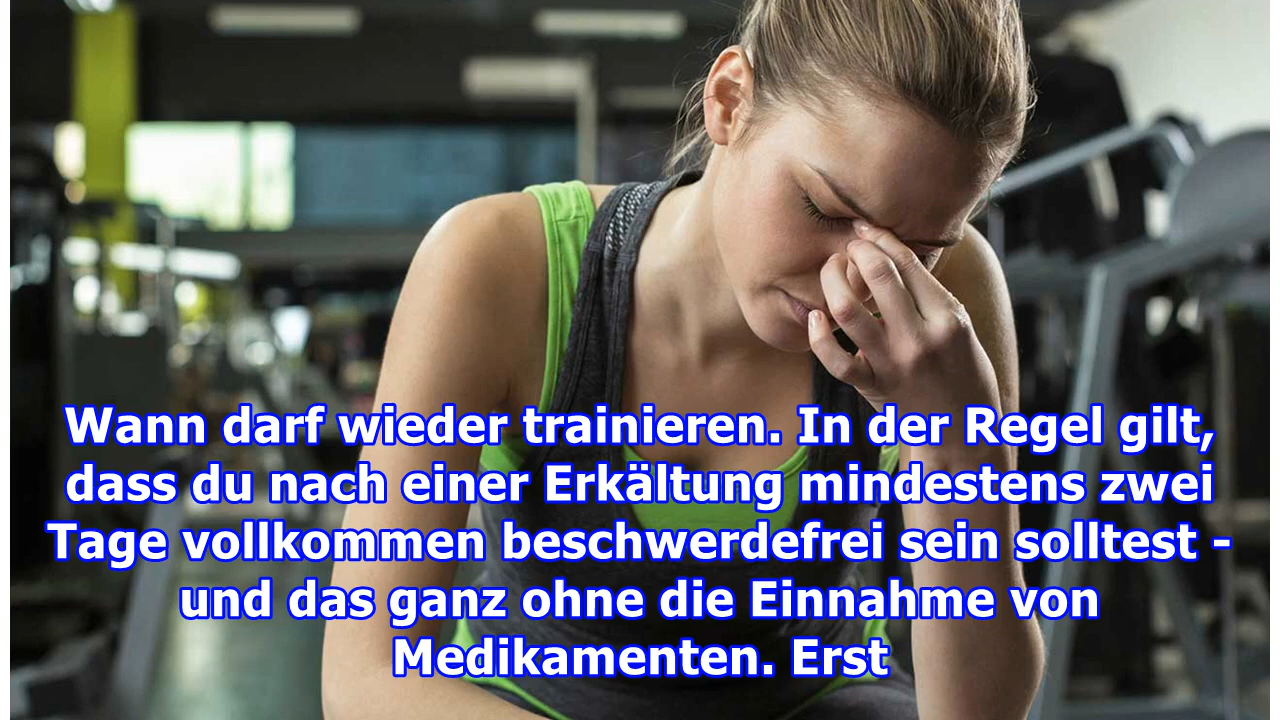 Wann darf wieder trainieren. In der Regel gilt,
dass du nach einer Erkältung mindestens zwei
Tage vollkommen beschwerdefrei sein solltest -
und das ganz ohne die Einnahme von
Medikamenten. Erst